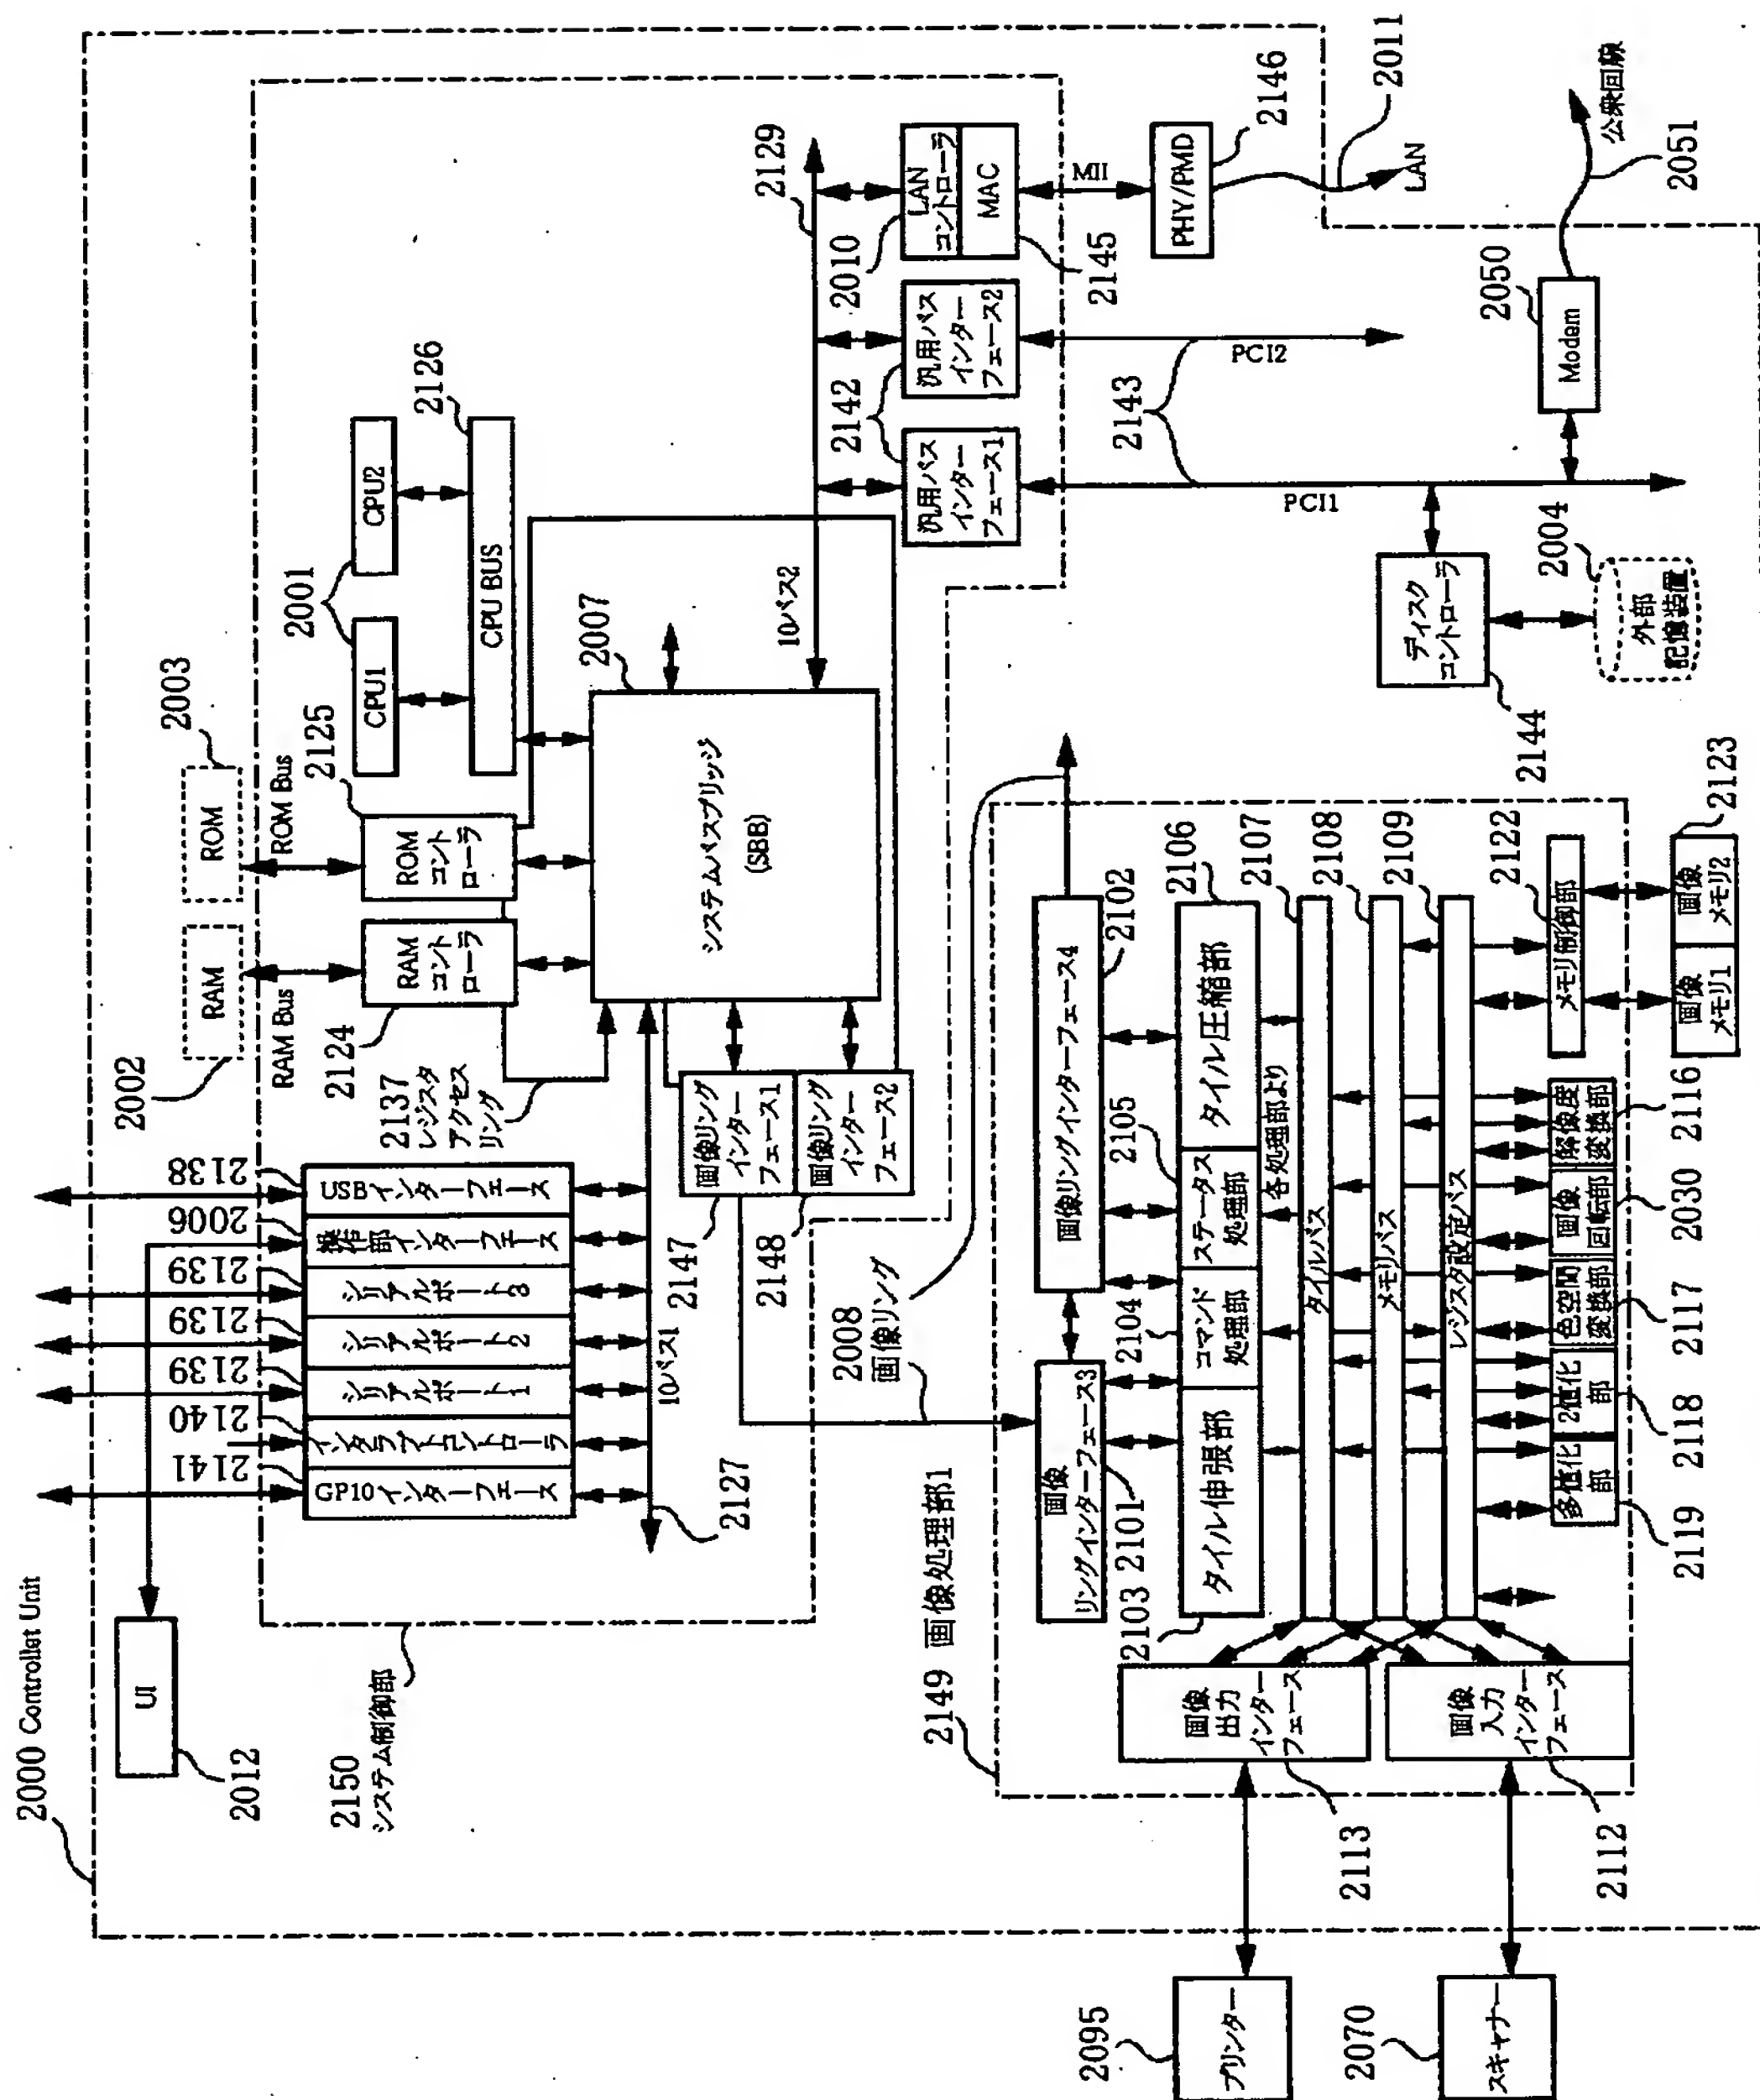 2000 Controllet Unit
UI
2012
2150
システム制御部
2141
2140
2139
2139
2139
2006
2138
GP10インターフェース
インタラプトコントローラ
シリアルポート1
シリアルポート2
シリアルポート3
操作部インターフェース
USBインターフェース
10バス1
2127
2002
RAM
RAM Bus
2003
ROM
ROM Bus
2124
RAM
コント
ローラ
2125
ROM
コント
ローラ
2137
レジスタ
アクセス
リング
2001
CPU1
CPU2
2126
CPU BUS
2007
システムバスブリッジ
(SBB)
2147
画像リング
インター
フェース1
2148
画像リング
インター
フェース2
2008
画像リング
10バス2
2129
2142
汎用バス
インター
フェース1
汎用バス
インター
フェース2
2010
LAN
コントローラ
MAC
2145
MII
PHY/PMD
2146
2011
LAN
2143
PCI1
PCI2
2050
Modem
公衆回線
2051
2144
ディスク
コントローラ
2004
外部
記憶装置
2149 画像処理部1
画像
リングインターフェース3
2101
画像リングインターフェース4
2102
2103
タイル伸張部
2104
コマンド
処理部
2105
ステータス
処理部
2106
タイル圧縮部
各処理部より
タイルバス
2107
メモリバス
2108
レジスタ設定バス
2109
2122
メモリ制御部
画像
メモリ1
画像
メモリ2
2123
多値化
部
2119
2値化
部
2118
色空間
変換部
2117
画像
回転部
2030
解像度
変換部
2116
画像
出力
インター
フェース
2113
画像
入力
インター
フェース
2112
2095
プリンター
2070
スキャナー